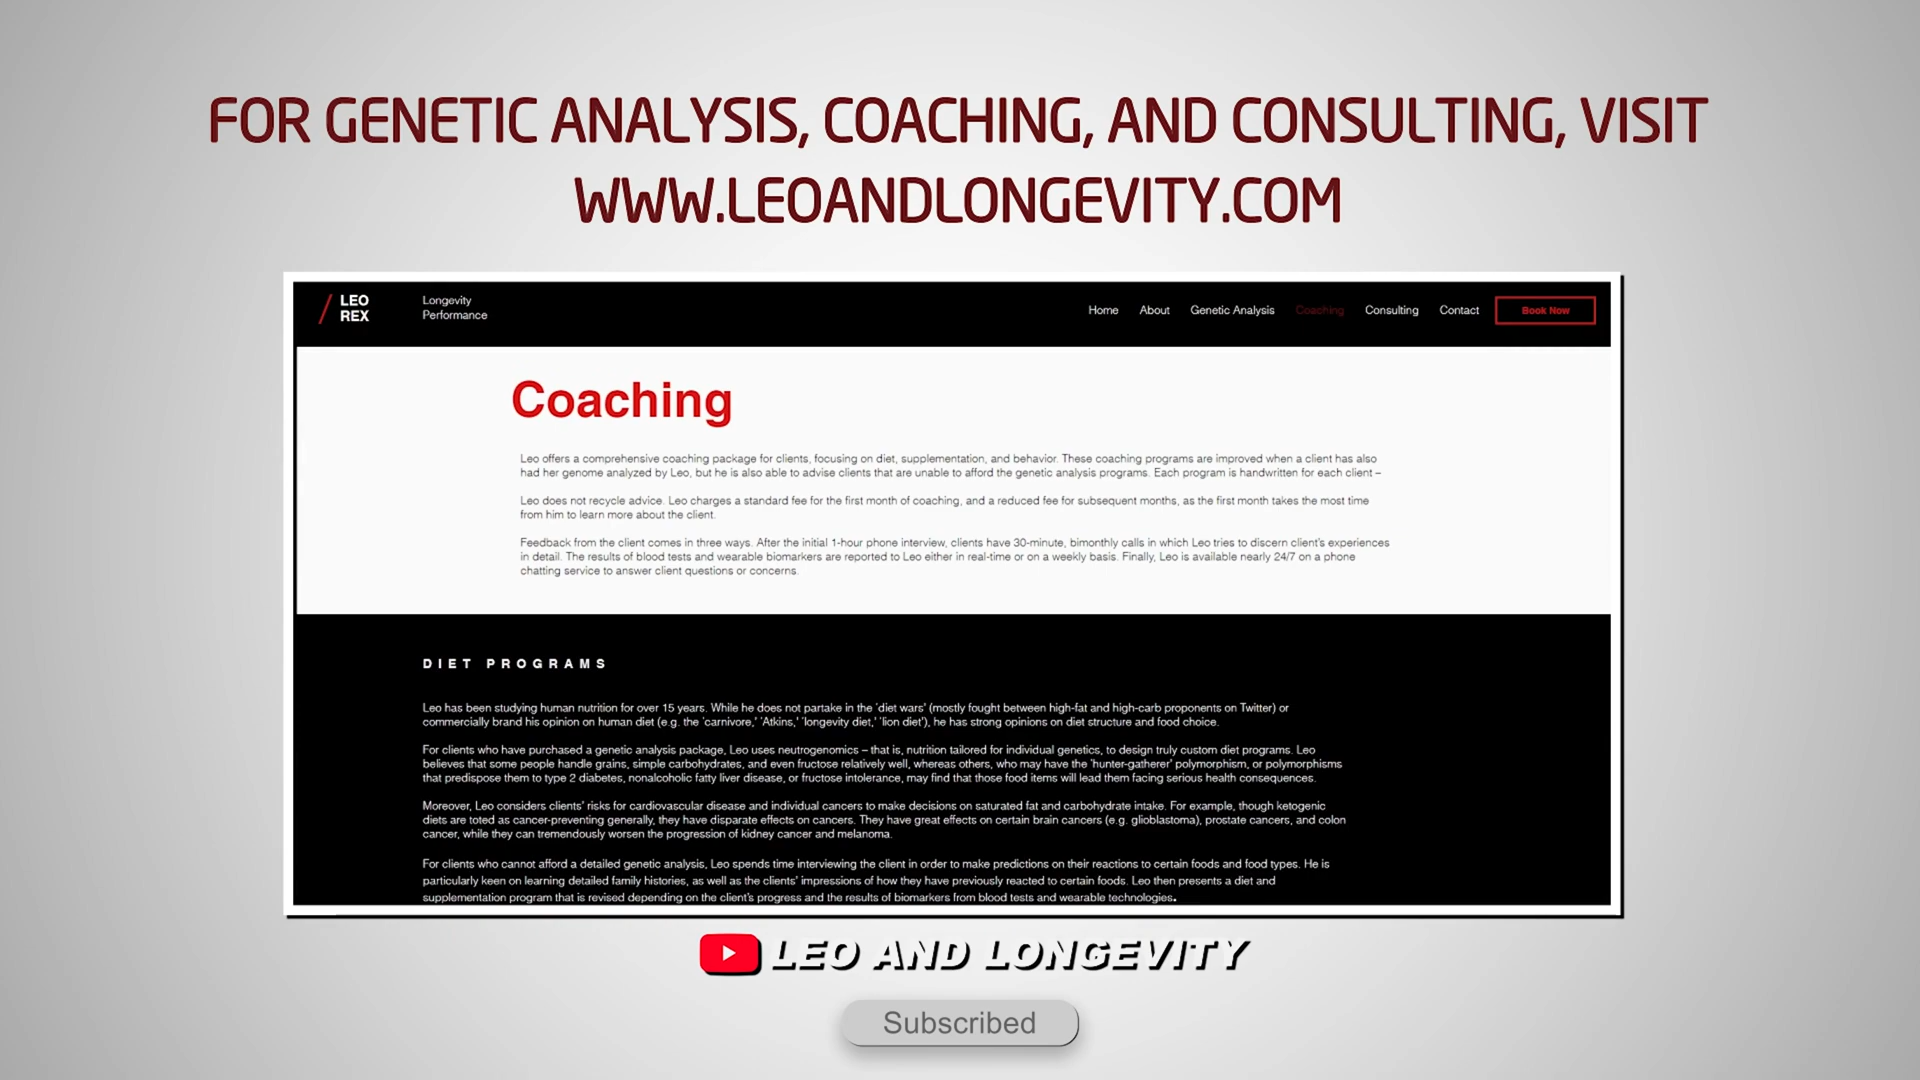 FOR GENETIC ANALYSIS, COACHING, AND CONSULTING, VISIT
WWW.LEOANDLONGEVITY.COM
LEO
REX
Longevity
Performance
Home About Genetic Analysis Coaching Consulting Contact Book Now
Coaching
Leo offers a comprehensive coaching package for clients, focusing on diet, supplementation, and behavior. These coaching programs are improved when a client has also
had her genome analyzed by Leo, but he is also able to advise clients that are unable to afford the genetic analysis programs. Each program is handwritten for each client –
Leo does not recycle advice. Leo charges a standard fee for the first month of coaching, and a reduced fee for subsequent months, as the first month takes the most time
from him to learn more about the client.
Feedback from the client comes in three ways. After the initial 1-hour phone interview, clients have 30-minute, bimonthly calls in which Leo tries to discern client's experiences
in detail. The results of blood tests and wearable biomarkers are reported to Leo either in real-time or on a weekly basis. Finally, Leo is available nearly 24/7 on a phone
chatting service to answer client questions or concerns.
DIET PROGRAMS
Leo has been studying human nutrition for over 15 years. While he does not partake in the 'diet wars' (mostly fought between high-fat and high-carb proponents on Twitter) or
commercially brand his opinion on human diet (e.g. the 'carnivore,' 'Atkins,' 'longevity diet,' 'lion diet'), he has strong opinions on diet structure and food choice.
For clients who have purchased a genetic analysis package, Leo uses neutrogenomics – that is, nutrition tailored for individual genetics, to design truly custom diet programs. Leo
believes that some people handle grains, simple carbohydrates, and even fructose relatively well, whereas others, who may have the 'hunter-gatherer' polymorphism, or polymorphisms
that predispose them to type 2 diabetes, nonalcoholic fatty liver disease, or fructose intolerance, may find that those food items will lead them facing serious health consequences.
Moreover, Leo considers clients' risks for cardiovascular disease and individual cancers to make decisions on saturated fat and carbohydrate intake. For example, though ketogenic
diets are toted as cancer-preventing generally, they have disparate effects on cancers. They have great effects on certain brain cancers (e.g. glioblastoma), prostate cancers, and colon
cancer, while they can tremendously worsen the progression of kidney cancer and melanoma.
For clients who cannot afford a detailed genetic analysis, Leo spends time interviewing the client in order to make predictions on their reactions to certain foods and food types. He is
particularly keen on learning detailed family histories, as well as the clients' impressions of how they have previously reacted to certain foods. Leo then presents a diet and
supplementation program that is revised depending on the client's progress and the results of biomarkers from blood tests and wearable technologies.
LEO AND LONGEVITY
Subscribed